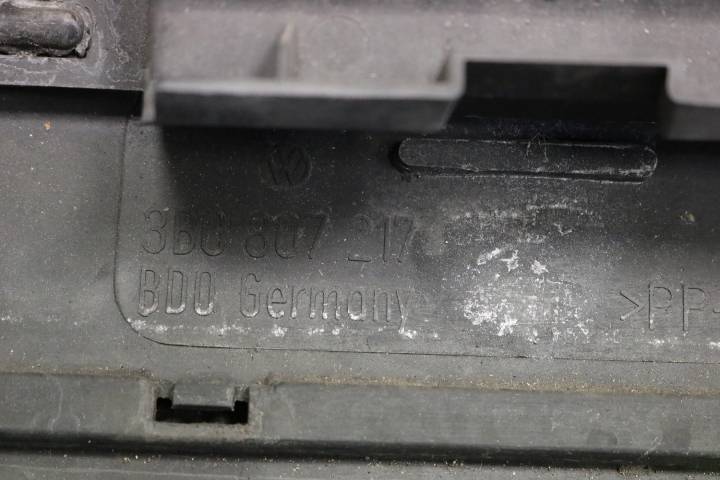 3B0 807 217
BDO Germany
>PP-